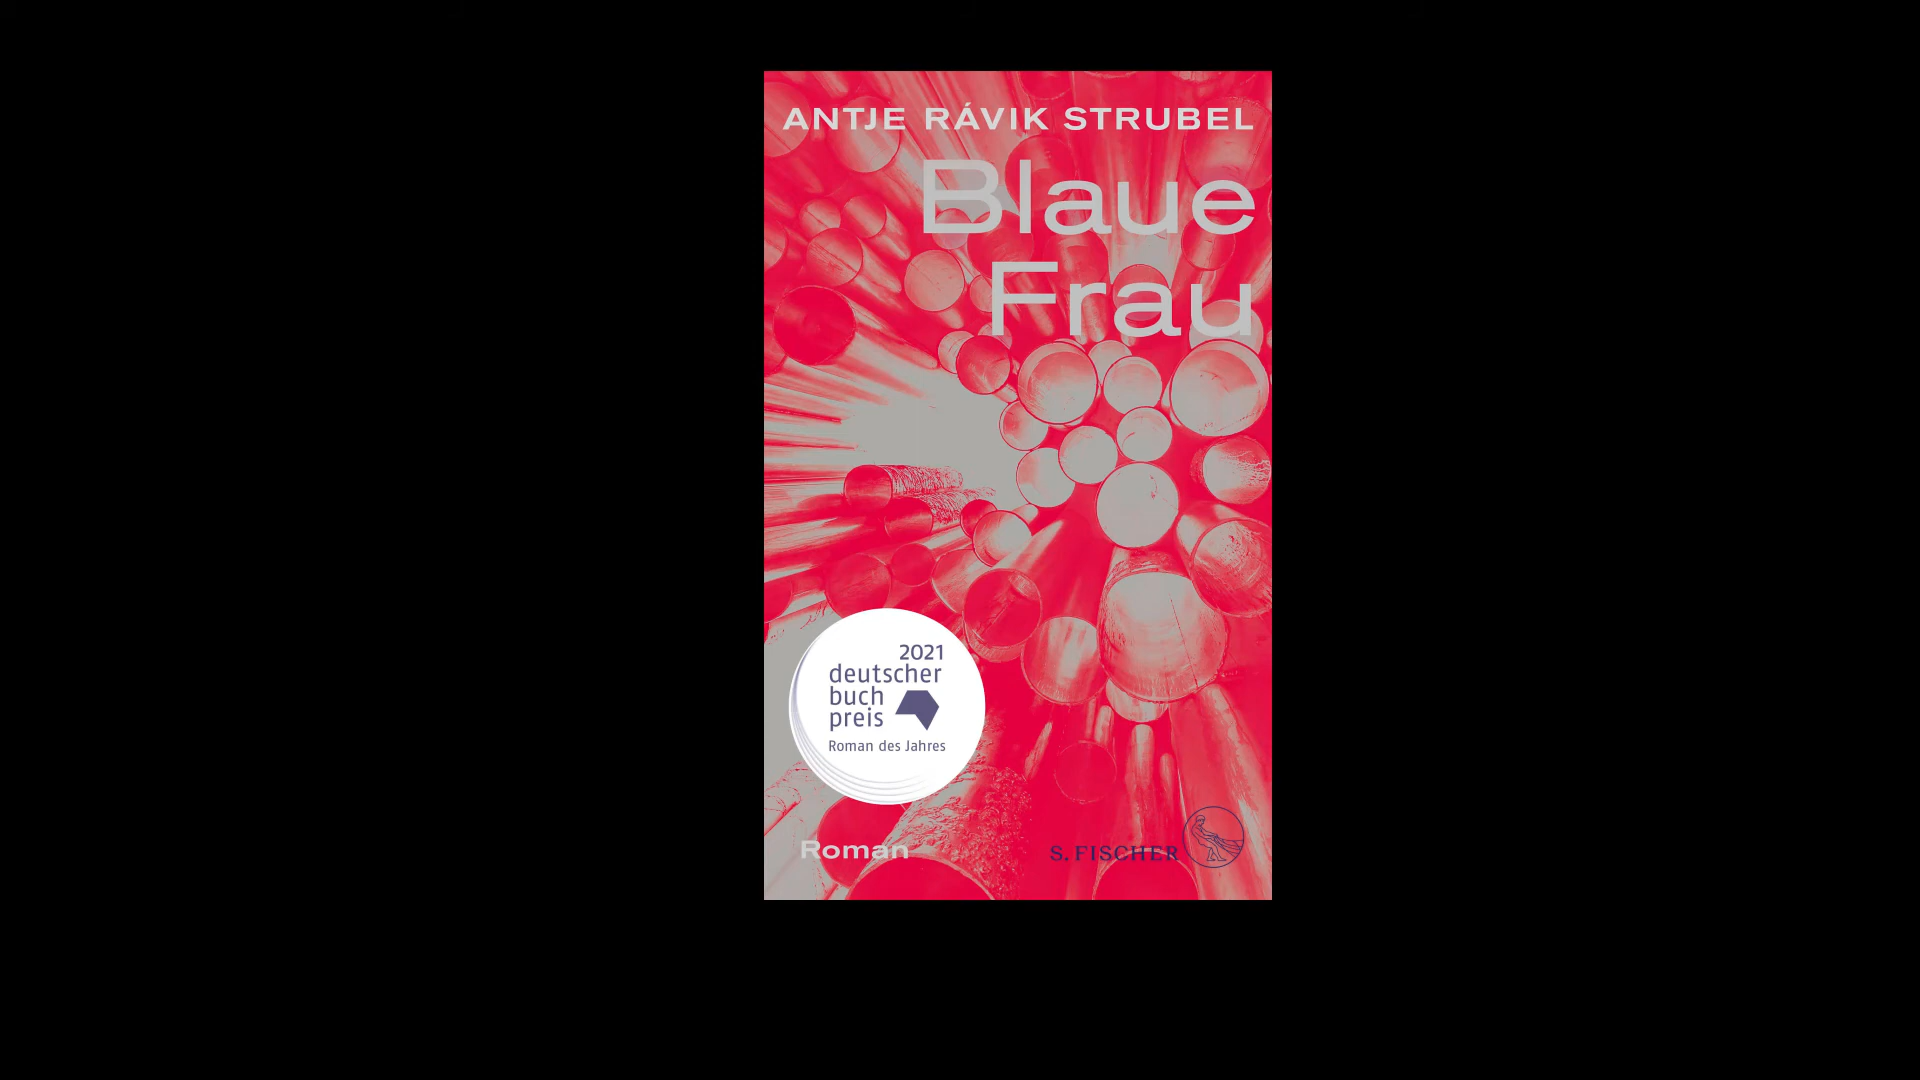 ANTJE RÁVIK STRUBEL
Blaue
Frau
2021
deutscher
buch
preis
Roman des Jahres
Roman
S. FISCHER